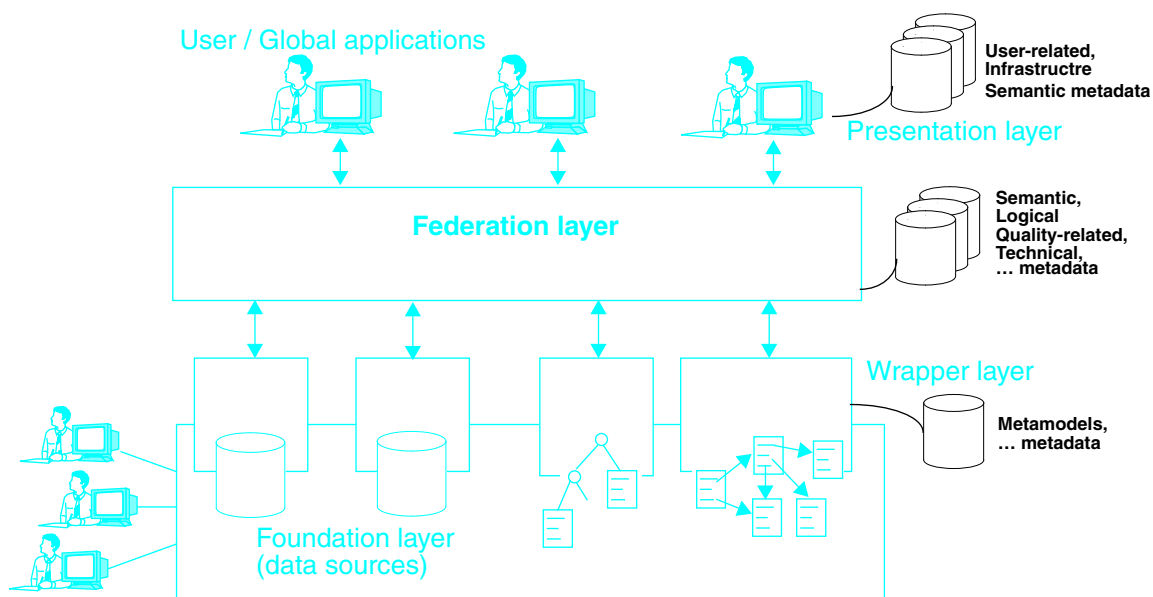 User / Global applications
User-related,
Infrastructre
Semantic metadata
Presentation layer
Federation layer
Semantic,
Logical
Quality-related,
Technical,
… metadata
Wrapper layer
Metamodels,
… metadata
Foundation layer
(data sources)